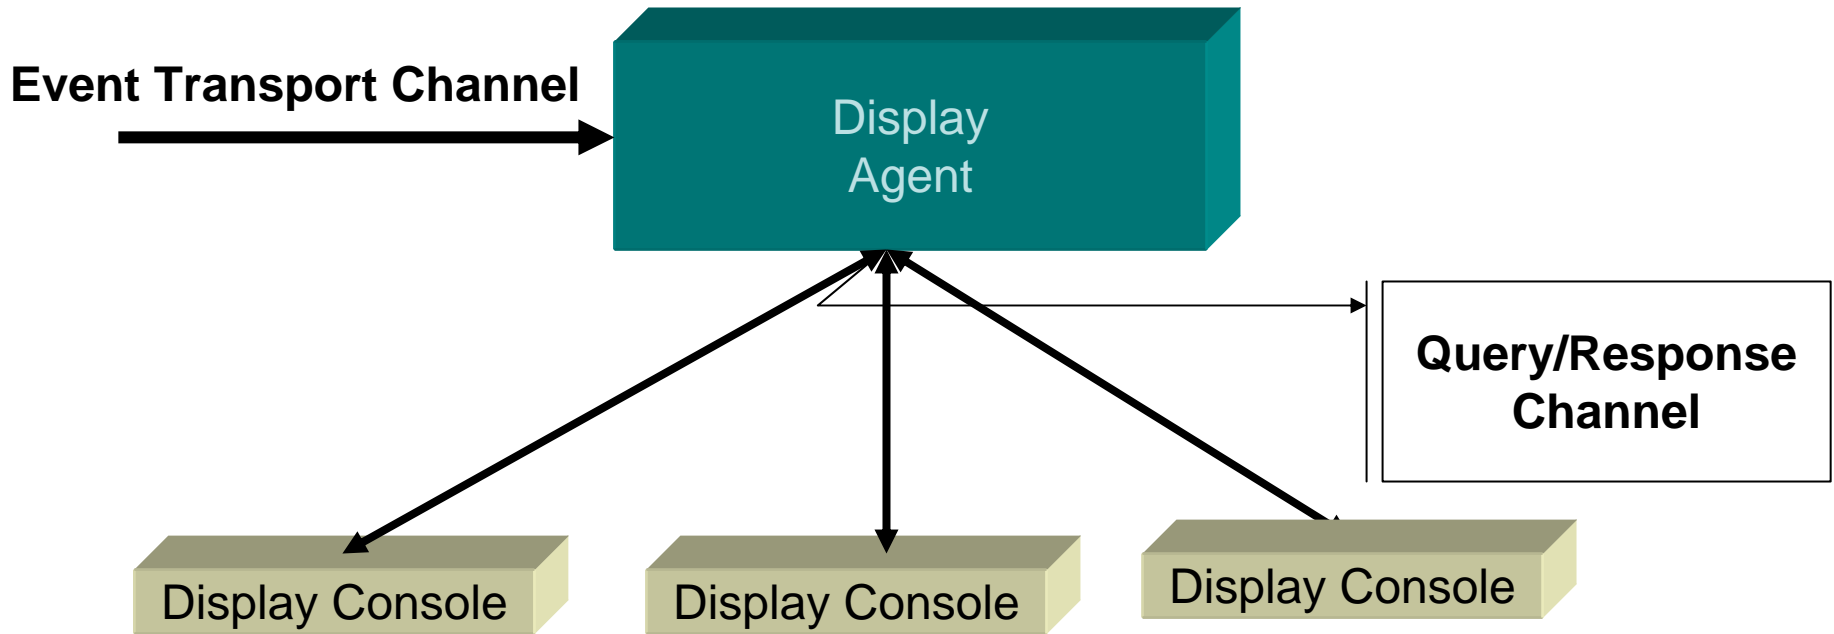 Event Transport Channel
Display
Agent
Query/Response
Channel
Display Console
Display Console
Display Console